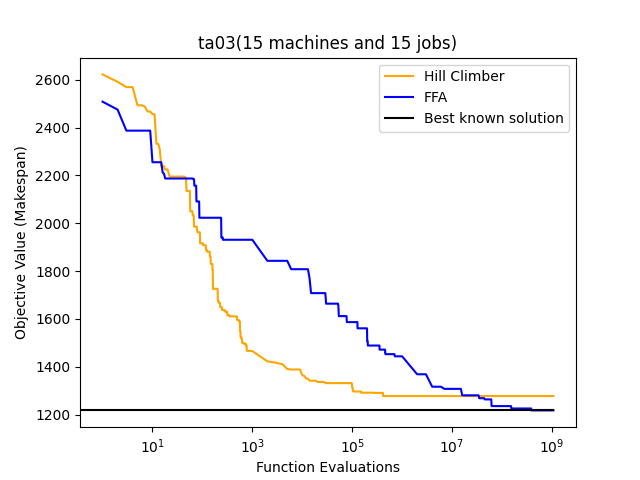 ta03(15 machines and 15 jobs)
Hill Climber
FFA
Best known solution
Objective Value (Makespan)
2600
2400
2200
2000
1800
1600
1400
1200
10¹ 10³ 10⁵ 10⁷ 10⁹
Function Evaluations